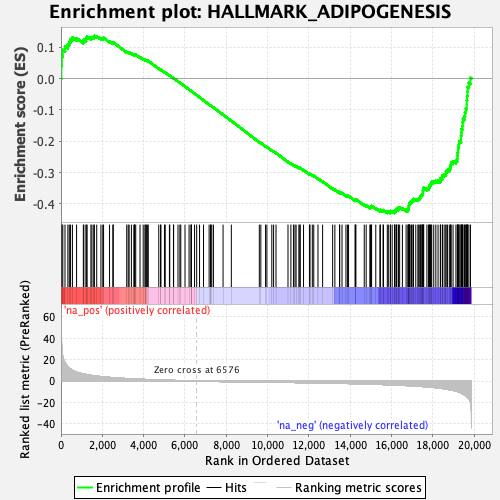 Enrichment plot: HALLMARK_ADIPOGENESIS
Enrichment score (ES)
0.1
0.0
-0.1
-0.2
-0.3
-0.4
'na_pos' (positively correlated)
Ranked list metric (PreRanked)
60
40
20
0
-20
-40
Zero cross at 6576
'na_neg' (negatively correlated)
0
2,000
4,000
6,000
8,000
10,000
12,000
14,000
16,000
18,000
20,000
Rank in Ordered Dataset
Enrichment profile
Hits
Ranking metric scores